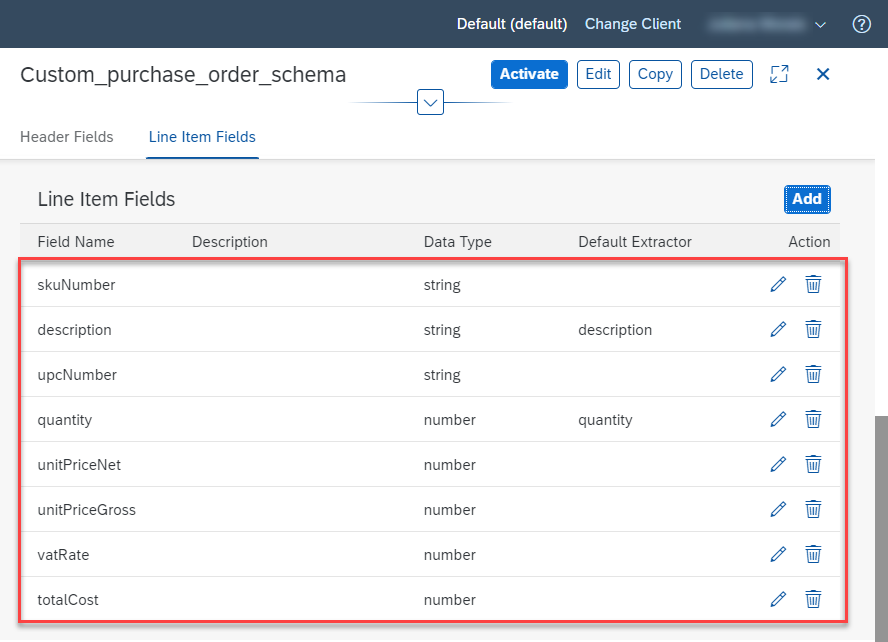 Default (default) Change Client
Custom_purchase_order_schema Activate Edit Copy Delete
Header Fields Line Item Fields
Line Item Fields Add
Field Name Description Data Type Default Extractor Action
skuNumber string
description string description
upcNumber string
quantity number quantity
unitPriceNet number
unitPriceGross number
vatRate number
totalCost number